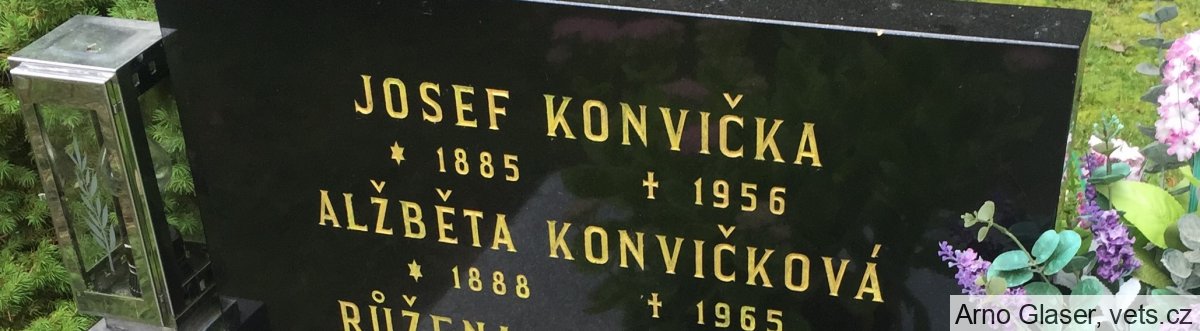 JOSEF KONVIČKA
* 1885 † 1956
ALŽBĚTA KONVIČKOVÁ
* 1888 † 1965
Arno Glaser, vets.cz